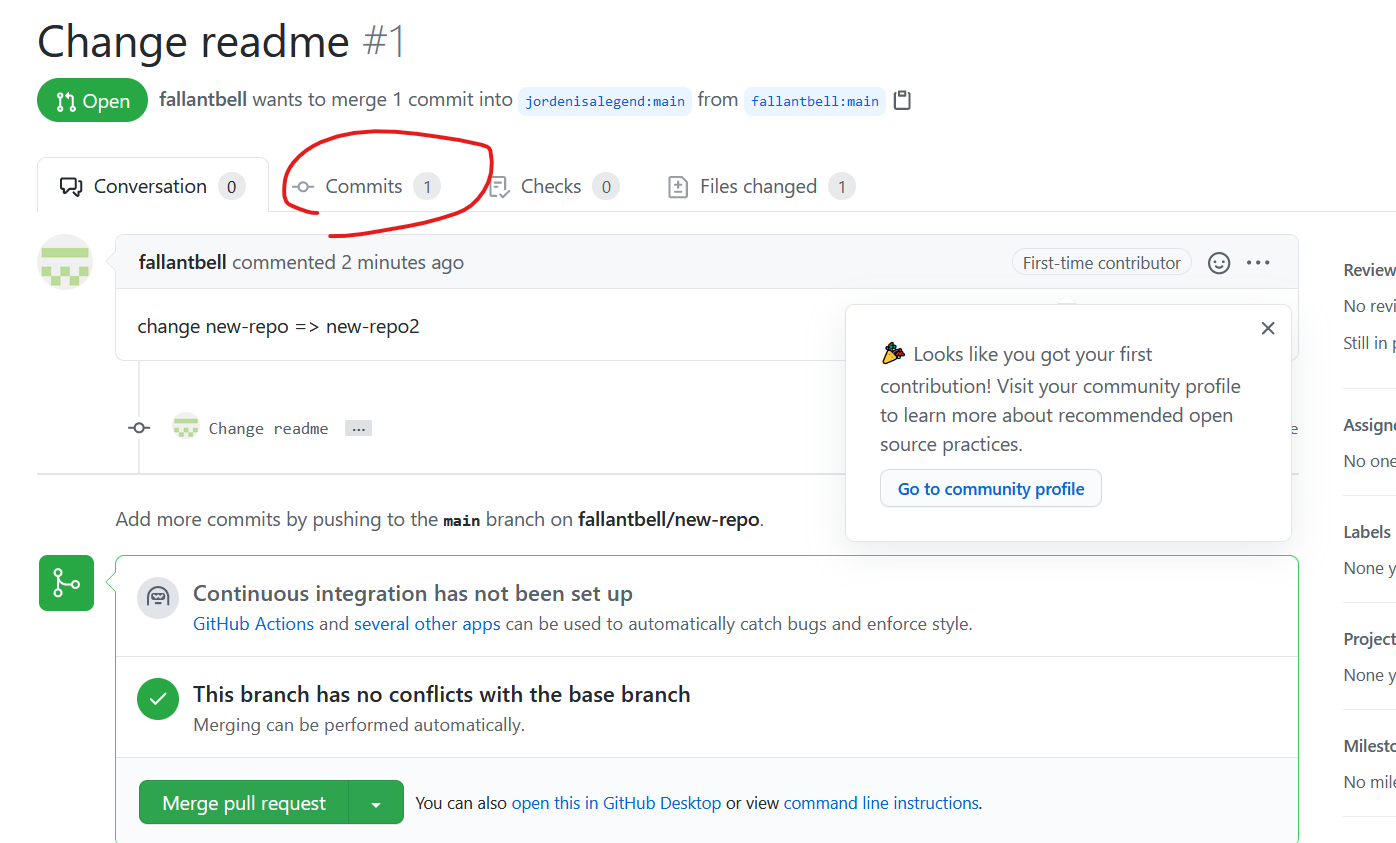 Change readme #1
Open fallantbell wants to merge 1 commit into jordenisalegend:main from fallantbell:main
Conversation 0 Commits 1 Checks 0 Files changed 1
fallantbell commented 2 minutes ago First-time contributor
change new-repo => new-repo2
Looks like you got your first
contribution! Visit your community profile
to learn more about recommended open
source practices.
Go to community profile
Change readme ...
Add more commits by pushing to the main branch on fallantbell/new-repo.
Continuous integration has not been set up
GitHub Actions and several other apps can be used to automatically catch bugs and enforce style.
This branch has no conflicts with the base branch
Merging can be performed automatically.
Merge pull request You can also open this in GitHub Desktop or view command line instructions.
Review
No revi
Still in p
Assigne
No one
Labels
None y
Project
None y
Milesto
No mile